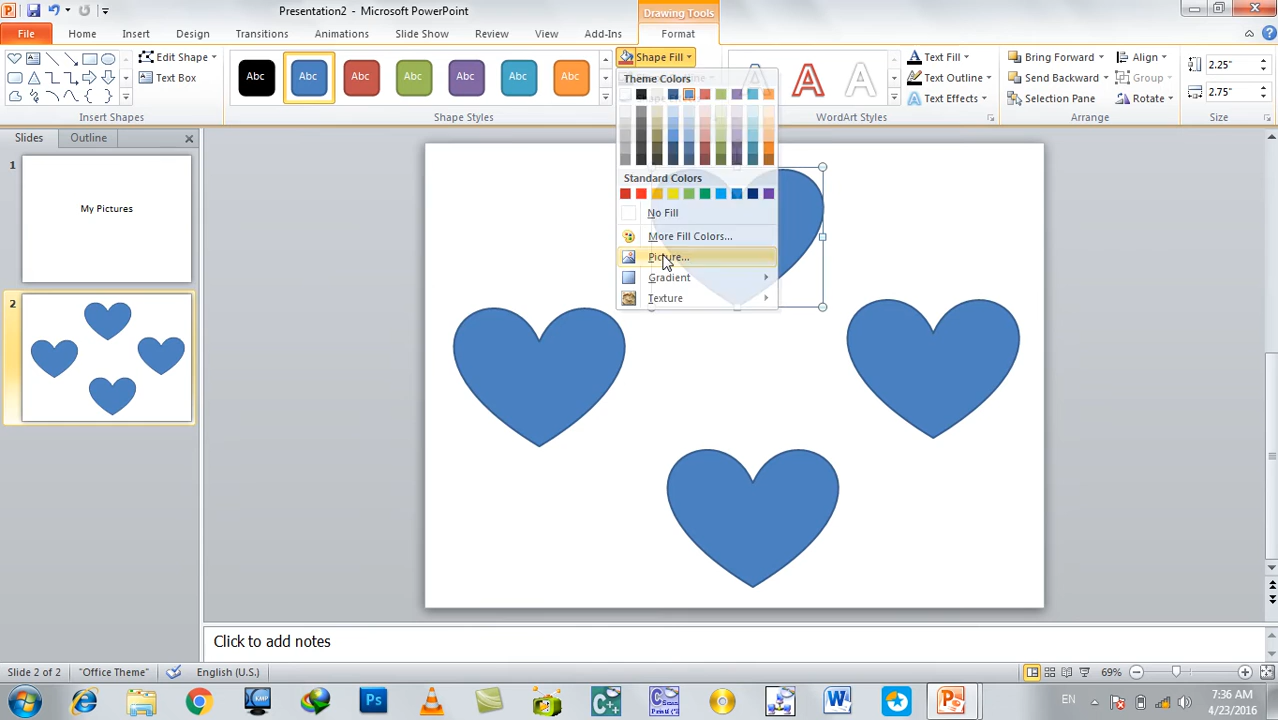 Presentation2 - Microsoft PowerPoint
Drawing Tools
File Home Insert Design Transitions Animations Slide Show Review View Add-Ins Format
Edit Shape
Text Box
Insert Shapes
Abc Abc Abc Abc Abc Abc Abc
Shape Styles
Shape Fill
Theme Colors
Standard Colors
No Fill
More Fill Colors...
Picture...
Gradient
Texture
A A A
WordArt Styles
Text Fill
Text Outline
Text Effects
Bring Forward
Send Backward
Selection Pane
Align
Group
Rotate
Arrange
2.25"
2.75"
Size
Slides Outline
1
My Pictures
2
Click to add notes
Slide 2 of 2 "Office Theme" English (U.S.) 69%
Ps
W
P
EN
7:36 AM
4/23/2016